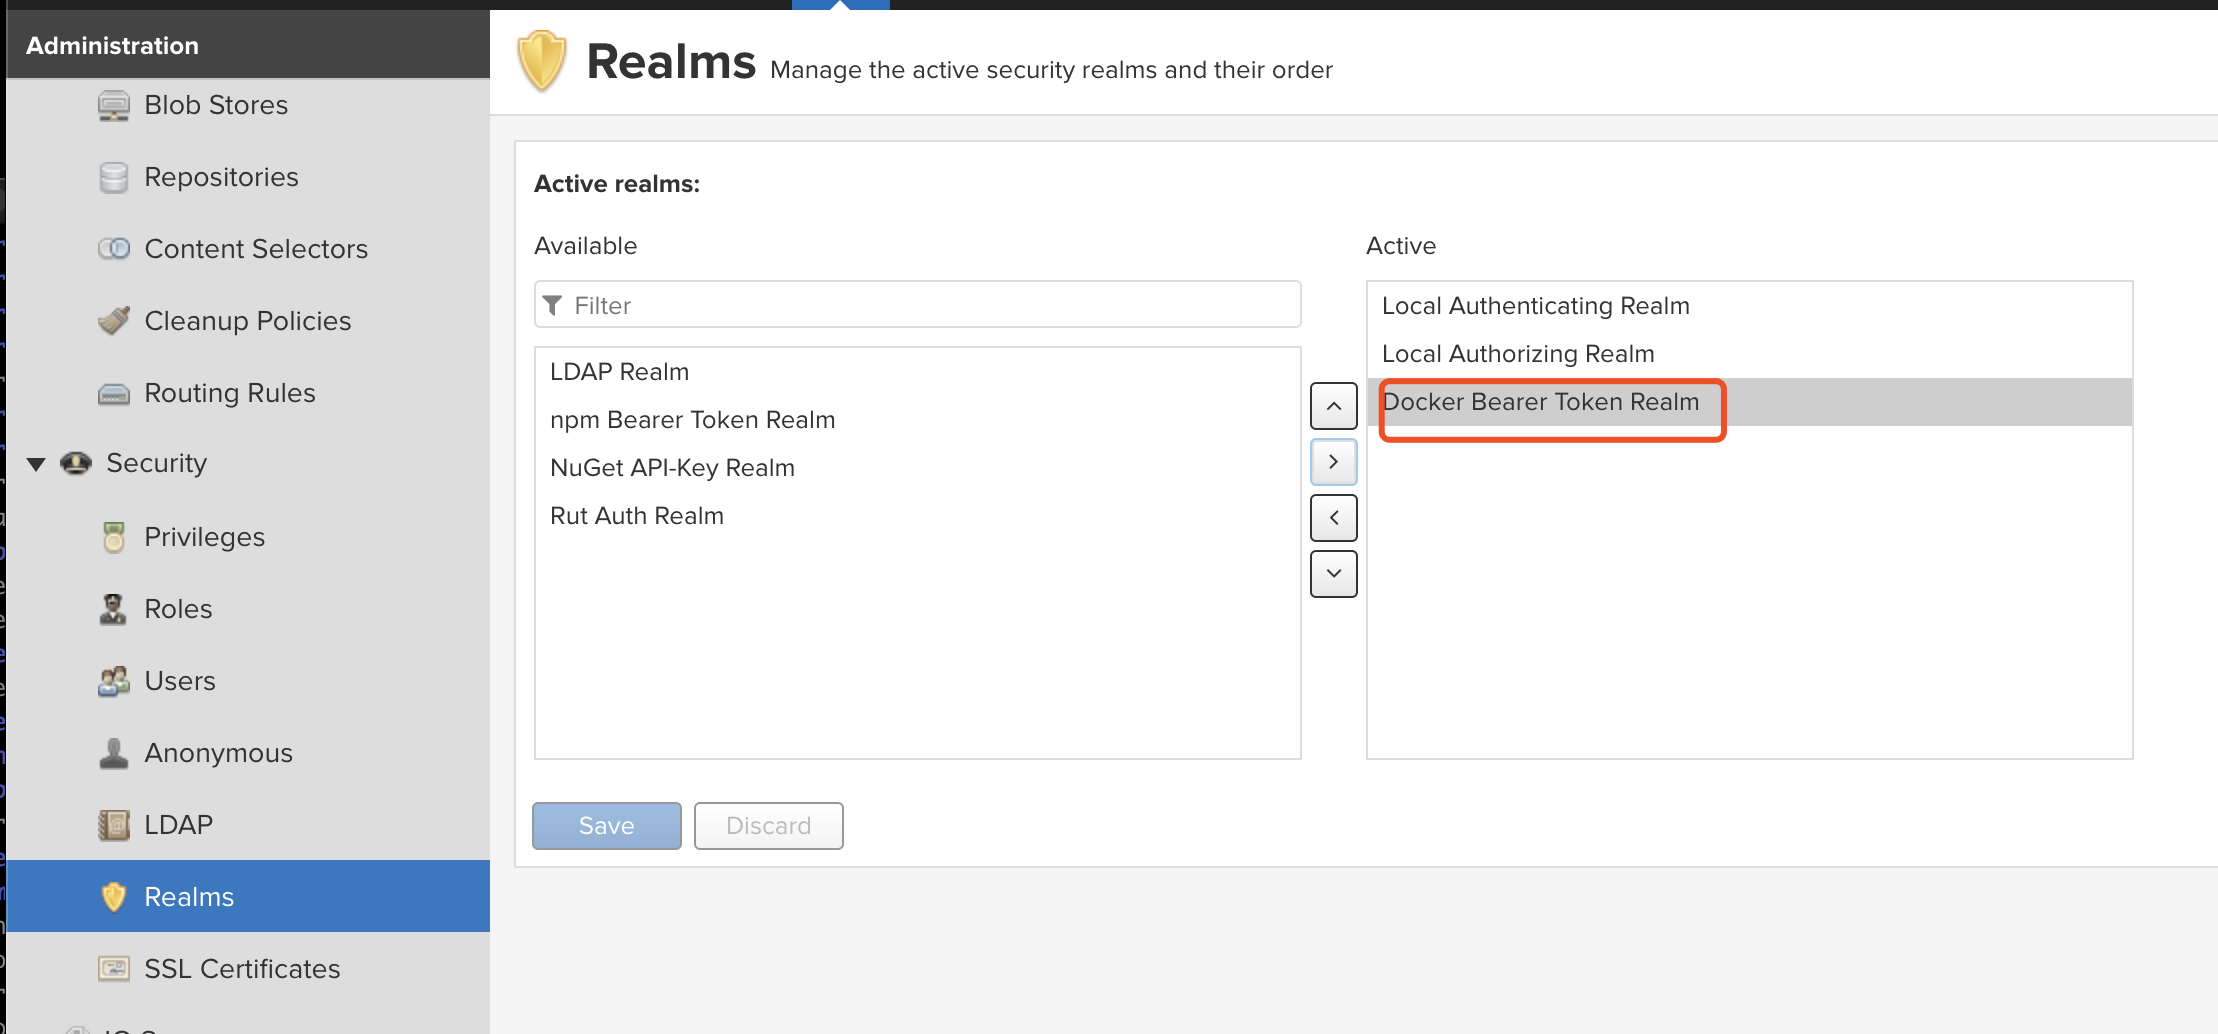 Administration
Blob Stores
Repositories
Content Selectors
Cleanup Policies
Routing Rules
Security
Privileges
Roles
Users
Anonymous
LDAP
Realms
SSL Certificates
Realms Manage the active security realms and their order
Active realms:
Available
Filter
LDAP Realm
npm Bearer Token Realm
NuGet API-Key Realm
Rut Auth Realm
Active
Local Authenticating Realm
Local Authorizing Realm
Docker Bearer Token Realm
Save
Discard